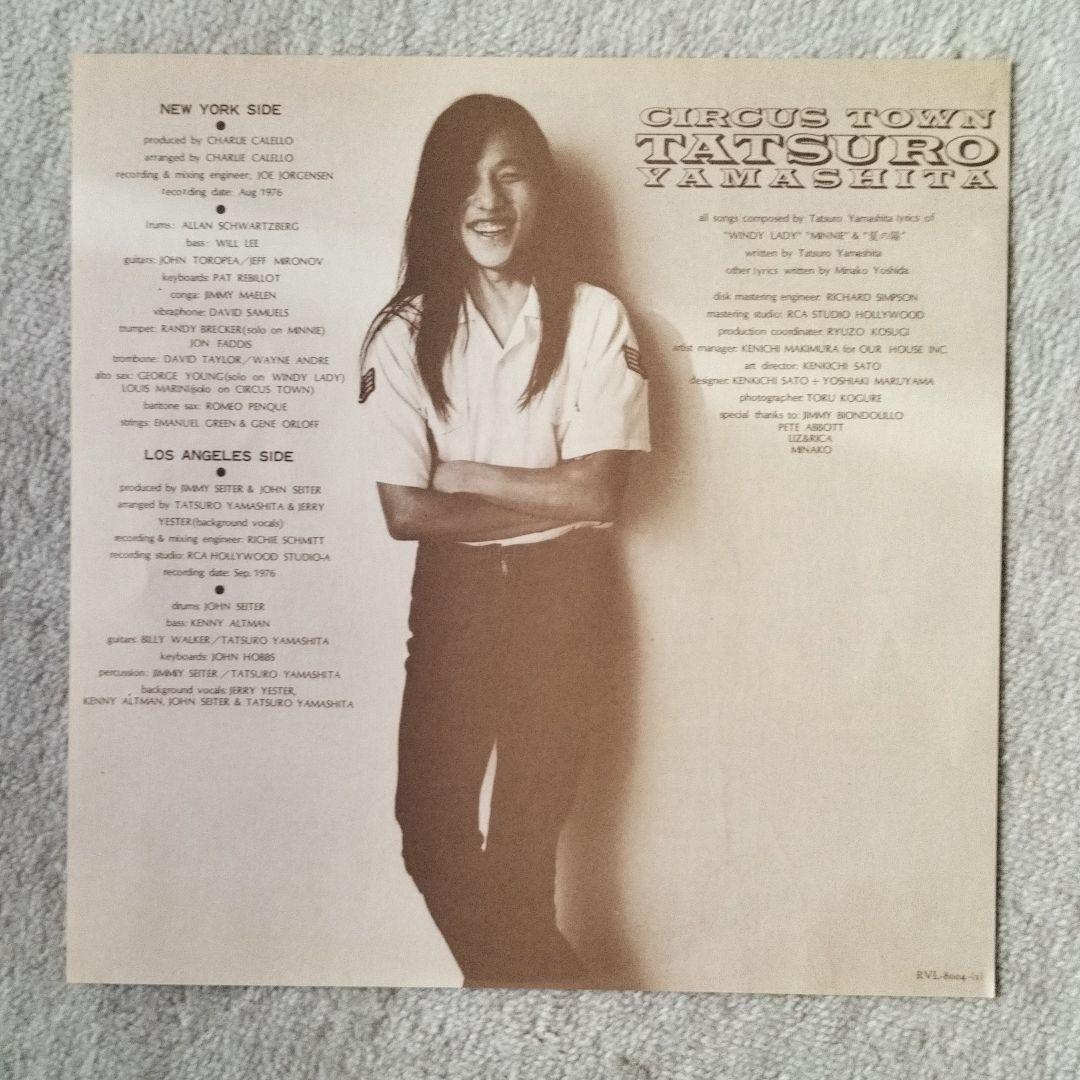 NEW YORK SIDE
produced by CHARLIE CALELLO
arranged by CHARLIE CALELLO
recording & mixing engineer: JOE JORGENSEN
recording date: Aug 1976
drums: ALLAN SCHWARTZBERG
bass: WILL LEE
guitars: JOHN TOROPEA/JEFF MIRONOV
keyboards: PAT REBILLOT
conga: JIMMY MAELEN
vibraphone: DAVID SAMUELS
trumpet: RANDY BRECKER(solo on MINNIE)
JON FADDIS
trombone: DAVID TAYLOR/WAYNE ANDRE
alto sax: GEORGE YOUNG(solo on WINDY LADY)
LOUIS MARINI(solo on CIRCUS TOWN)
baritone sax: ROMEO PENQUE
strings: EMANUEL GREEN & GENE ORLOFF
LOS ANGELES SIDE
produced by JIMMY SEITER & JOHN SEITER
arranged by TATSURO YAMASHITA & JERRY
YESTER(background vocals)
recording & mixing engineer: RICHIE SCHMITT
recording studio: RCA HOLLYWOOD STUDIO-A
recording date: Sep. 1976
drums: JOHN SEITER
bass: KENNY ALTMAN
guitars: BILLY WALKER/TATSURO YAMASHITA
keyboards: JOHN HOBBS
percussion: JIMMIY SEITER/TATSURO YAMASHITA
background vocals: JERRY YESTER,
KENNY ALTMAN, JOHN SEITER & TATSURO YAMASHITA
CIRCUS TOWN
TATSURO
YAMASHITA
all songs composed by Tatsuro Yamashita lyrics of
"WINDY LADY" "MINNIE" & "夏の陽"
written by Tatsuro Yamashita
other lyrics written by Minako Yoshida
disk mastering engineer: RICHARD SIMPSON
mastering studio: RCA STUDIO HOLLYWOOD
production coordinater: RYUZO KOSUGI
artist manager: KENICHI MAKIMURA for OUR HOUSE INC.
art director: KENKICHI SATO
designer: KENKICHI SATO + YOSHIAKI MARUYAMA
photographer: TORU KOGURE
special thanks to: JIMMY BIONDOLILLO
PETE ABBOTT
LIZ&RICA
MINAKO
RVL-8004-(2)